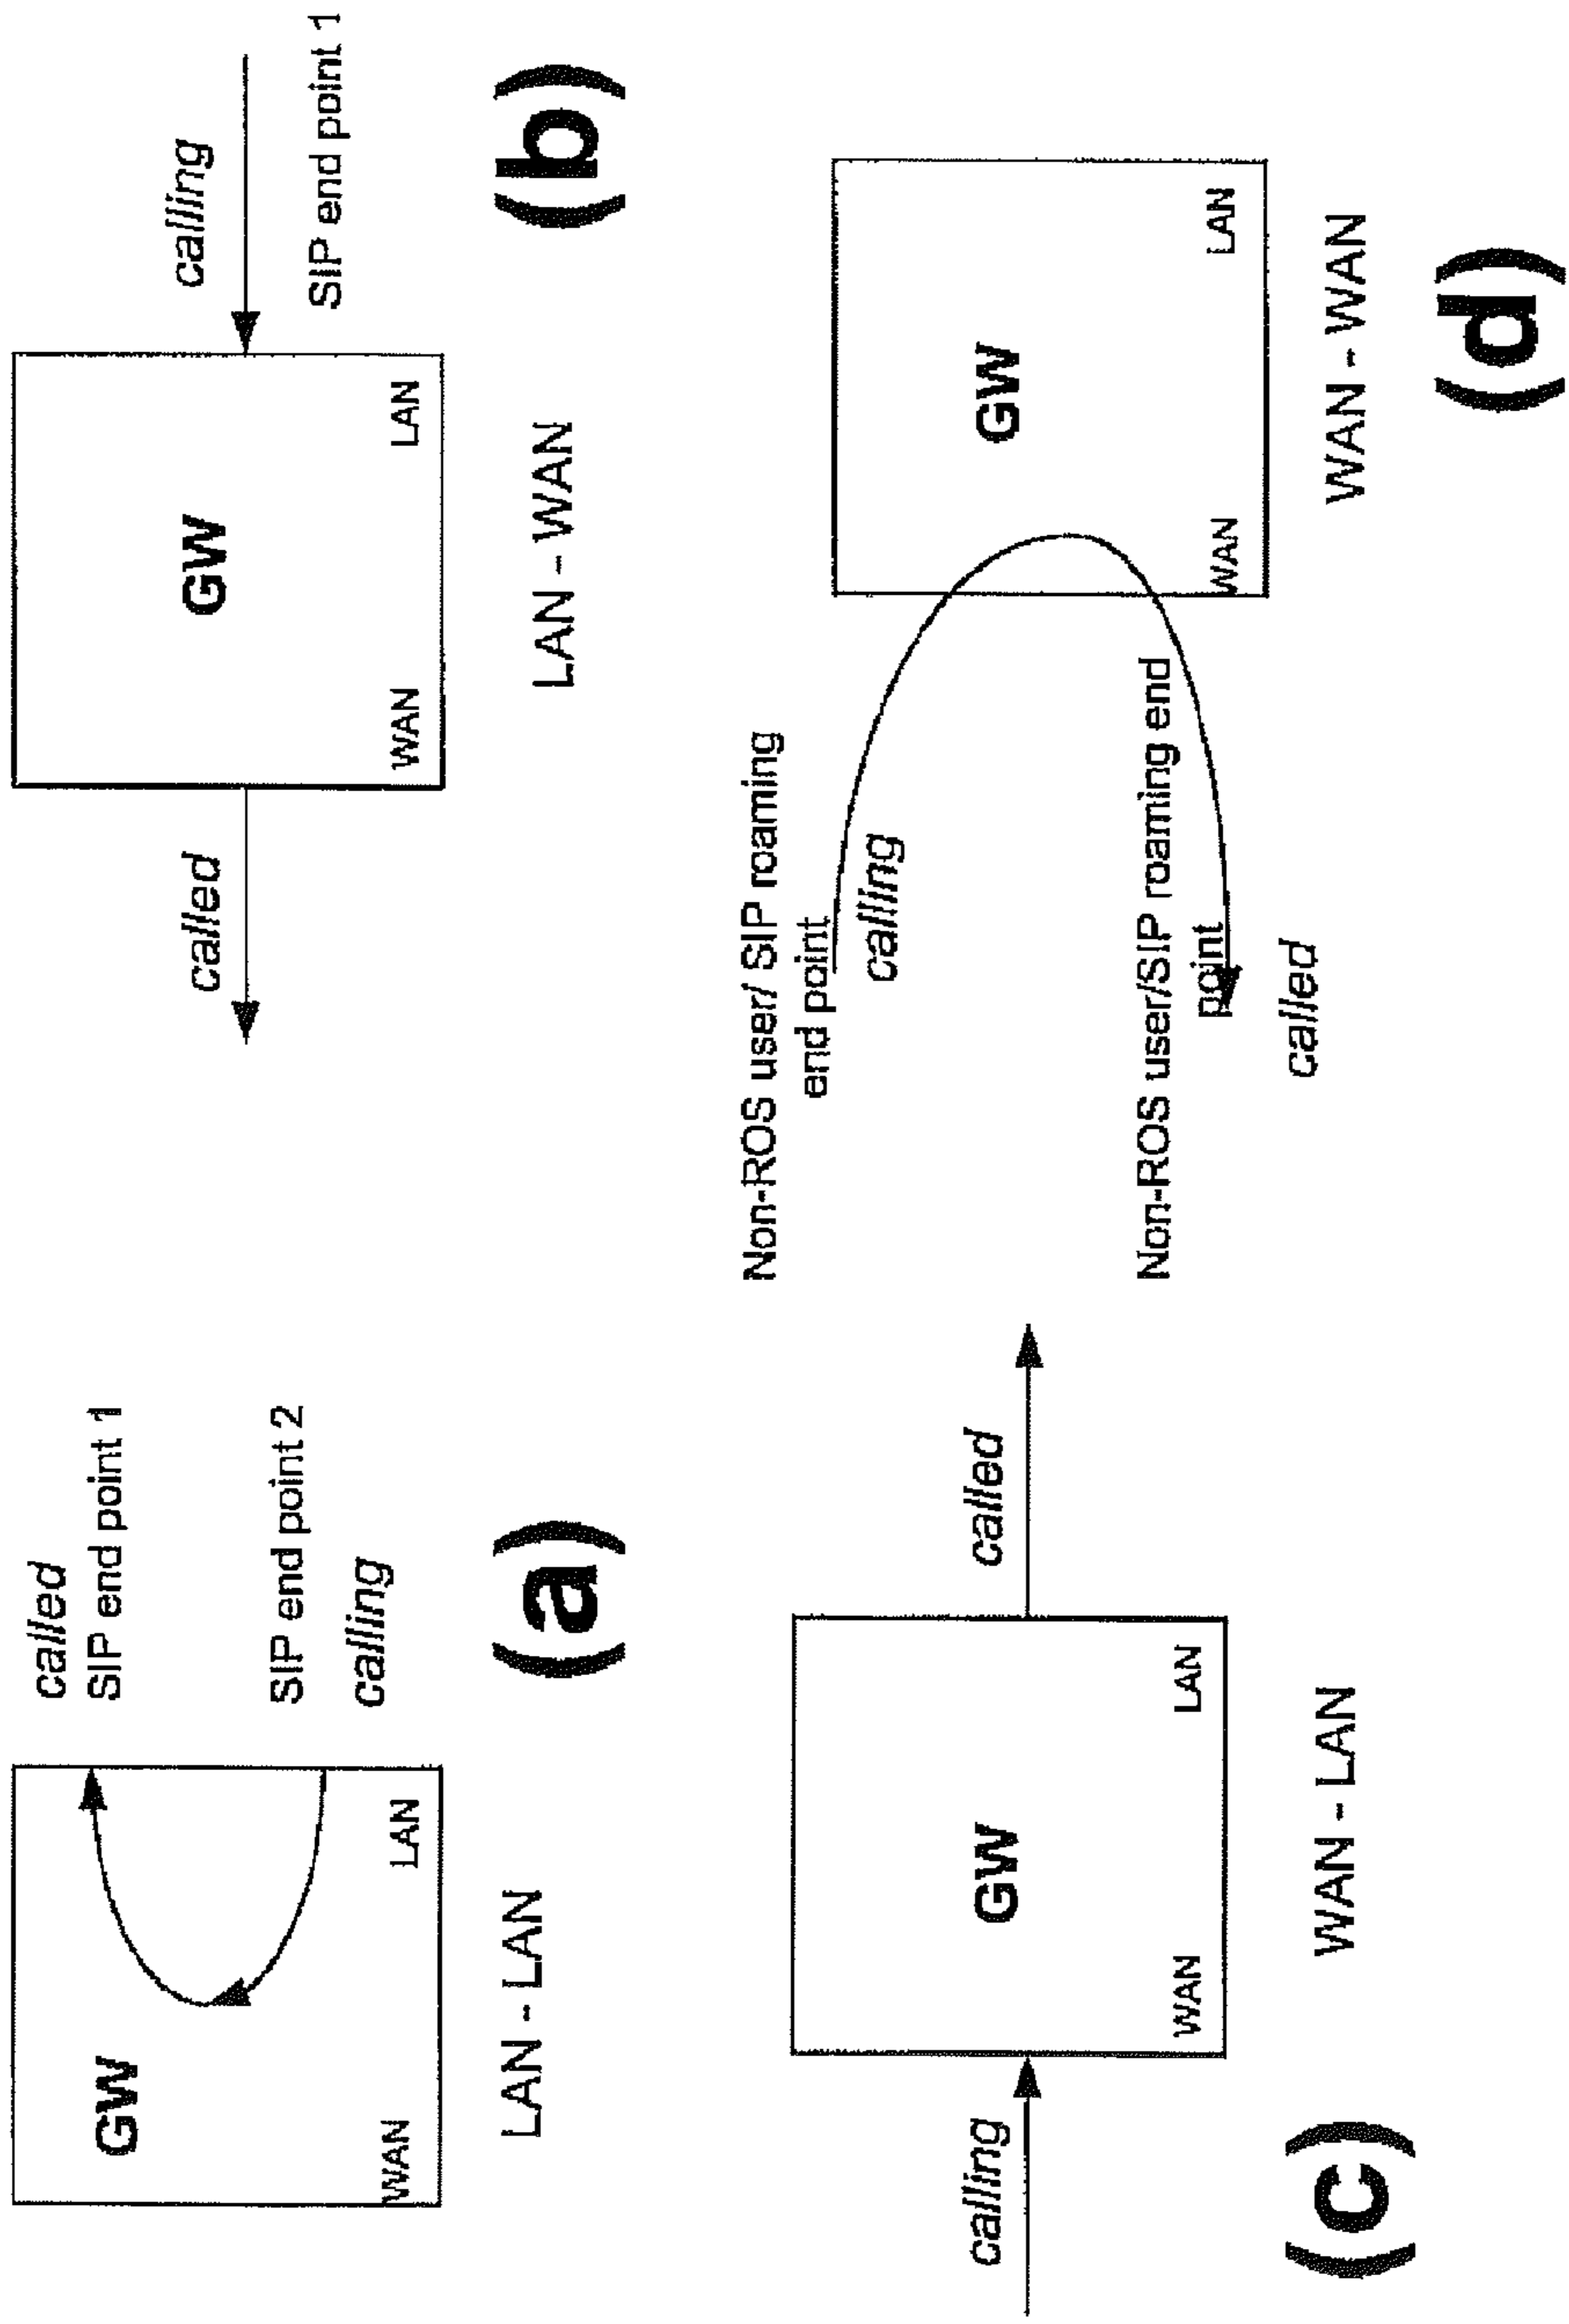 called
SIP end point 1
GW
SIP end point 2
calling
WAN
LAN
LAN - LAN
(a)
called
GW
calling
SIP end point 1
WAN
LAN
LAN - WAN
(b)
calling
GW
called
WAN
LAN
WAN - LAN
(c)
Non-ROS user/ SIP roaming
end point
calling
GW
Non-ROS user/SIP roaming end
point
called
WAN
LAN
WAN - WAN
(d)